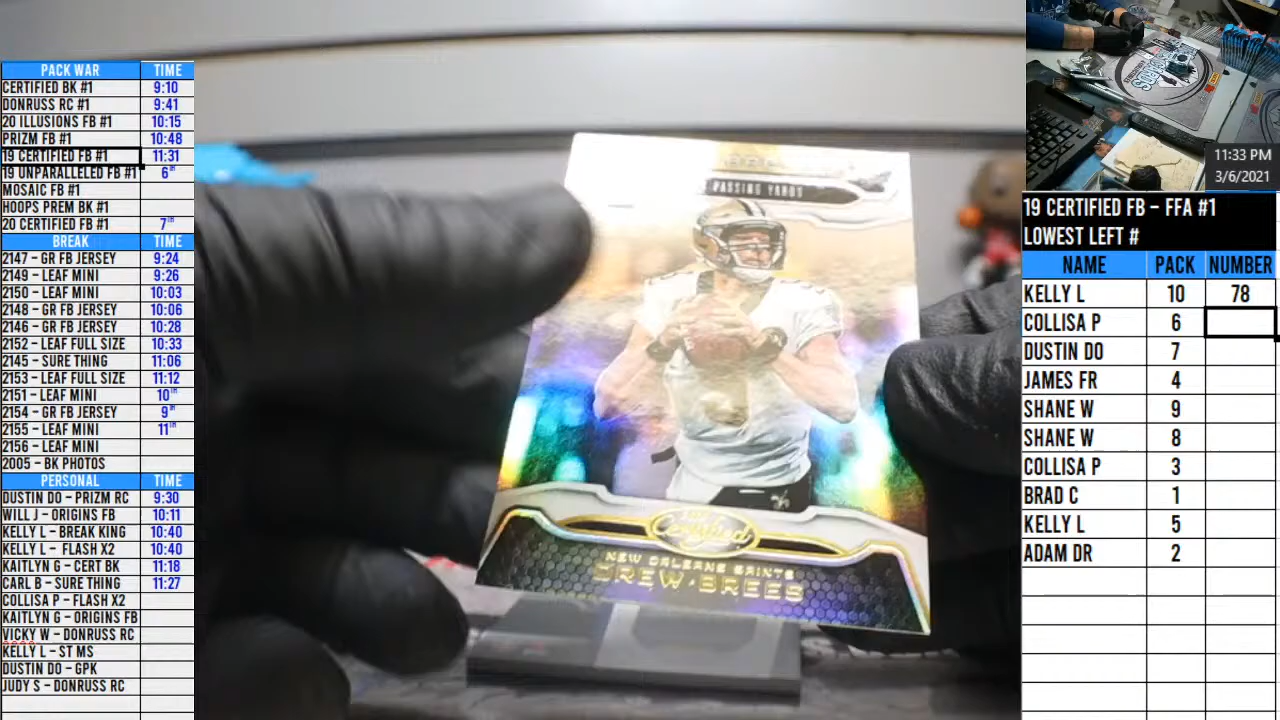 PACK WAR TIME
CERTIFIED BK #1 9:10
DONRUSS RC #1 9:41
20 ILLUSIONS FB #1 10:15
PRIZM FB #1 10:48
19 CERTIFIED FB #1 11:31
19 UNPARALLELED FB #1 6TH
MOSAIC FB #1
HOOPS PREM BK #1
20 CERTIFIED FB #1 7TH
BREAK TIME
2147 – GR FB JERSEY 9:24
2149 – LEAF MINI 9:26
2150 – LEAF MINI 10:03
2148 – GR FB JERSEY 10:06
2146 – GR FB JERSEY 10:28
2152 – LEAF FULL SIZE 10:33
2145 – SURE THING 11:06
2153 – LEAF FULL SIZE 11:12
2151 – LEAF MINI 10TH
2154 – GR FB JERSEY 9TH
2155 – LEAF MINI 11TH
2156 – LEAF MINI
2005 – BK PHOTOS
PERSONAL TIME
DUSTIN DO – PRIZM RC 9:30
WILL J – ORIGINS FB 10:11
KELLY L – BREAK KING 10:40
KELLY L – FLASH X2 10:40
KAITLYN G – CERT BK 11:18
CARL B – SURE THING 11:27
COLLISA P – FLASH X2
KAITLYN G – ORIGINS FB
VICKY W – DONRUSS RC
KELLY L – ST MS
DUSTIN DO – GPK
JUDY S – DONRUSS RC
PASSING YARDS
Certified
NEW ORLEANS SAINTS
DREW BREES
11:33 PM
3/6/2021
19 CERTIFIED FB – FFA #1
LOWEST LEFT #
NAME PACK NUMBER
KELLY L 10 78
COLLISA P 6
DUSTIN DO 7
JAMES FR 4
SHANE W 9
SHANE W 8
COLLISA P 3
BRAD C 1
KELLY L 5
ADAM DR 2